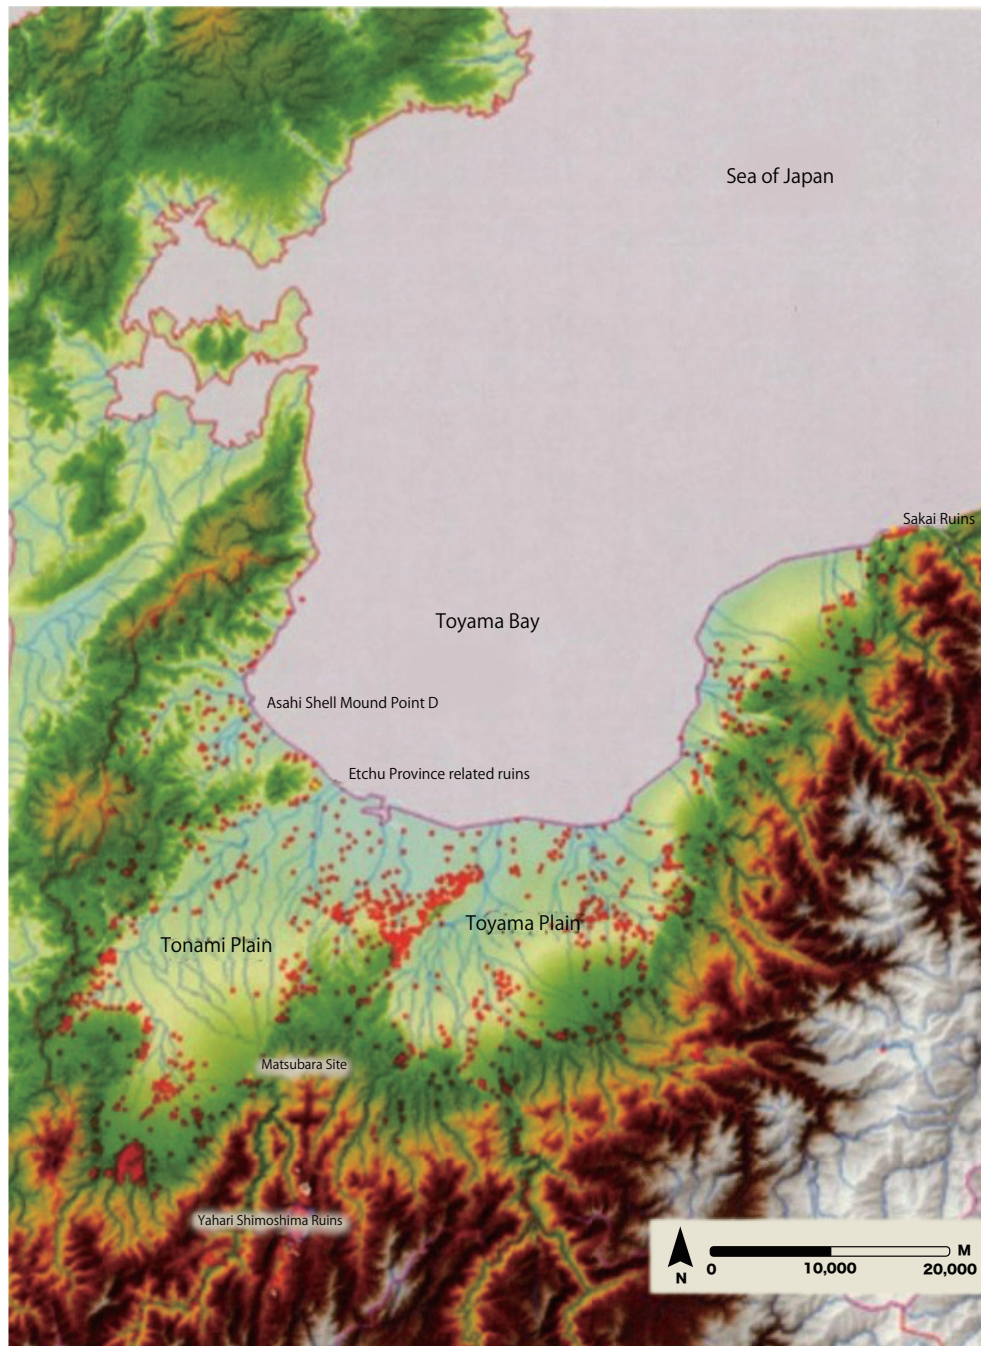 Sea of Japan
Sakai Ruins
Toyama Bay
Asahi Shell Mound Point D
Etchu Province related ruins
Toyama Plain
Tonami Plain
Matsubara Site
Yahari Shimoshima Ruins
N
0
10,000
20,000
M